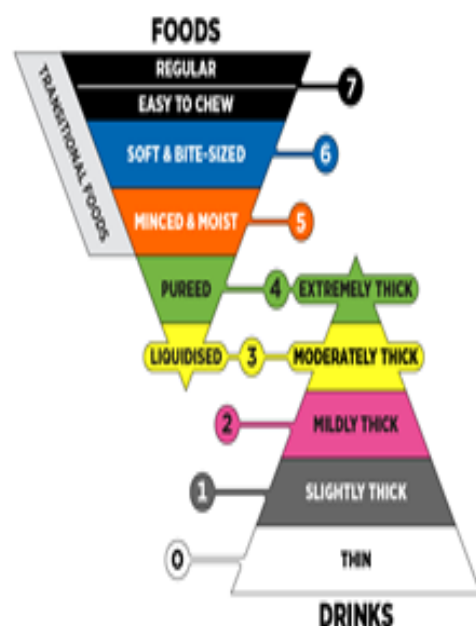 FOODS
REGULAR
EASY TO CHEW
7
TRANSITIONAL FOODS
SOFT & BITE-SIZED
6
MINCED & MOIST
5
PUREED
4
EXTREMELY THICK
LIQUIDISED
3
MODERATELY THICK
2
MILDLY THICK
1
SLIGHTLY THICK
0
THIN
DRINKS